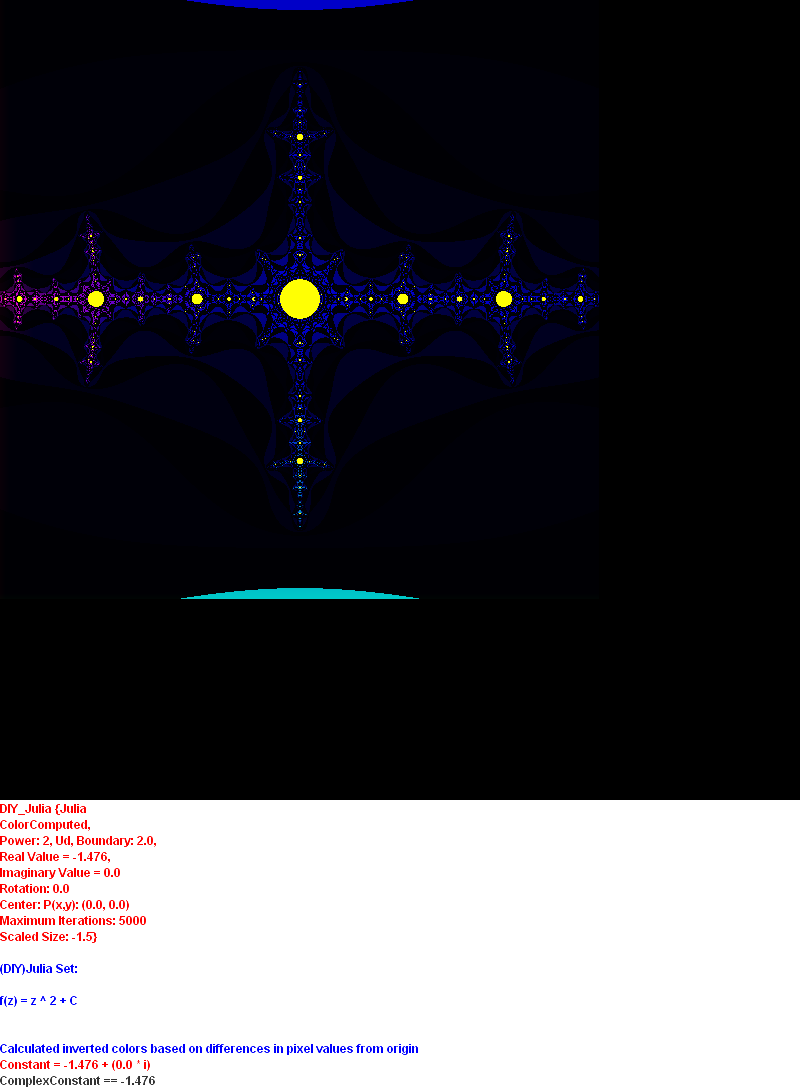 DIY_Julia {Julia
ColorComputed,
Power: 2, Ud, Boundary: 2.0,
Real Value = -1.476,
Imaginary Value = 0.0
Rotation: 0.0
Center: P(x,y): (0.0, 0.0)
Maximum Iterations: 5000
Scaled Size: -1.5}
(DIY)Julia Set:
f(z) = z ^ 2 + C
Calculated inverted colors based on differences in pixel values from origin
Constant = -1.476 + (0.0 * i)
ComplexConstant == -1.476